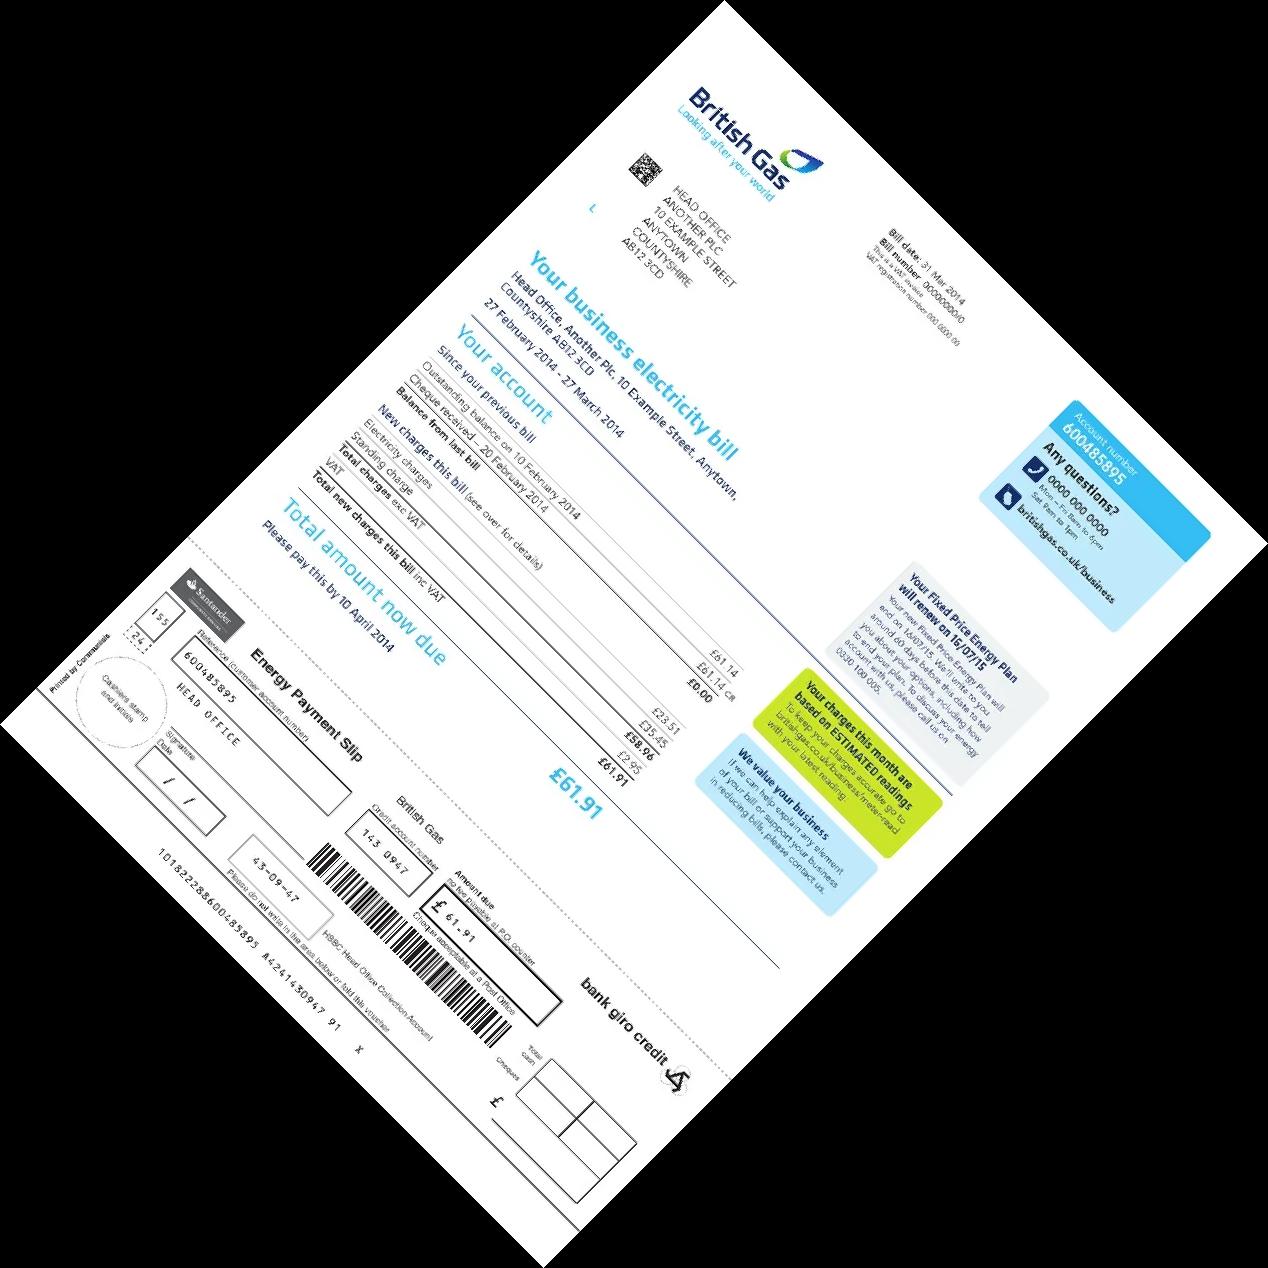 British Gas
Looking after your world
HEAD OFFICE
ANOTHER PLC
10 EXAMPLE STREET
ANYTOWN
COUNTYSHIRE
AB12 3CD
L
Bill date: 31 Mar 2014
Bill number 00000000/0
This is a VAT invoice
VAT registration number 000 0000 00
Your business electricity bill
Head Office, Another Plc, 10 Example Street, Anytown,
Countyshire AB12 3CD
27 February 2014 - 27 March 2014
Account number
600485895
Any questions?
0000 000 0000
Mon – Fri 8am to 6pm
Sat 9am to 1pm
britishgas.co.uk/business
Your account
Since your previous bill
Outstanding balance on 10 February 2014 £61.14
Cheque received – 20 February 2014 £61.14 CR
Balance from last bill £0.00
New charges this bill (see over for details)
Electricity charges £23.51
Standing charge £35.45
Total charges exc VAT £58.96
VAT £2.95
Total new charges this bill inc VAT £61.91
Total amount now due £61.91
Please pay this by 10 April 2014
Your Fixed Price Energy Plan
will renew on 16/07/15
Your new Fixed Price Energy Plan will
end on 16/07/15. We'll write to you
around 60 days before this date to tell
you about your options, including how
to end your plan. To discuss your energy
account with us, please call us on
0330 100 005.
Your charges this month are
based on ESTIMATED readings
To keep your charges accurate go to
britishgas.co.uk/business/meter-read
with your latest reading.
We value your business
If we can help explain any element
of your bill or support your business
in reducing bills, please contact us.
Santander
Energy Payment Slip
bank giro credit
155
24
Reference (customer account number)
600485895
HEAD OFFICE
British Gas
Credit account number
143 0947
Amount due
no fee payable at P.O. counter
£ 61.91
Cheque acceptable at a Post Office
Cashiers stamp
and initials
Signature
Date
/ /
43-09-47
HSBC Head Office Collection Account
Total
cash
Cheques
£
Please do not write in the area below or fold this voucher
Printed by Communisis
10182228860048589​5 A4241430947 91 X